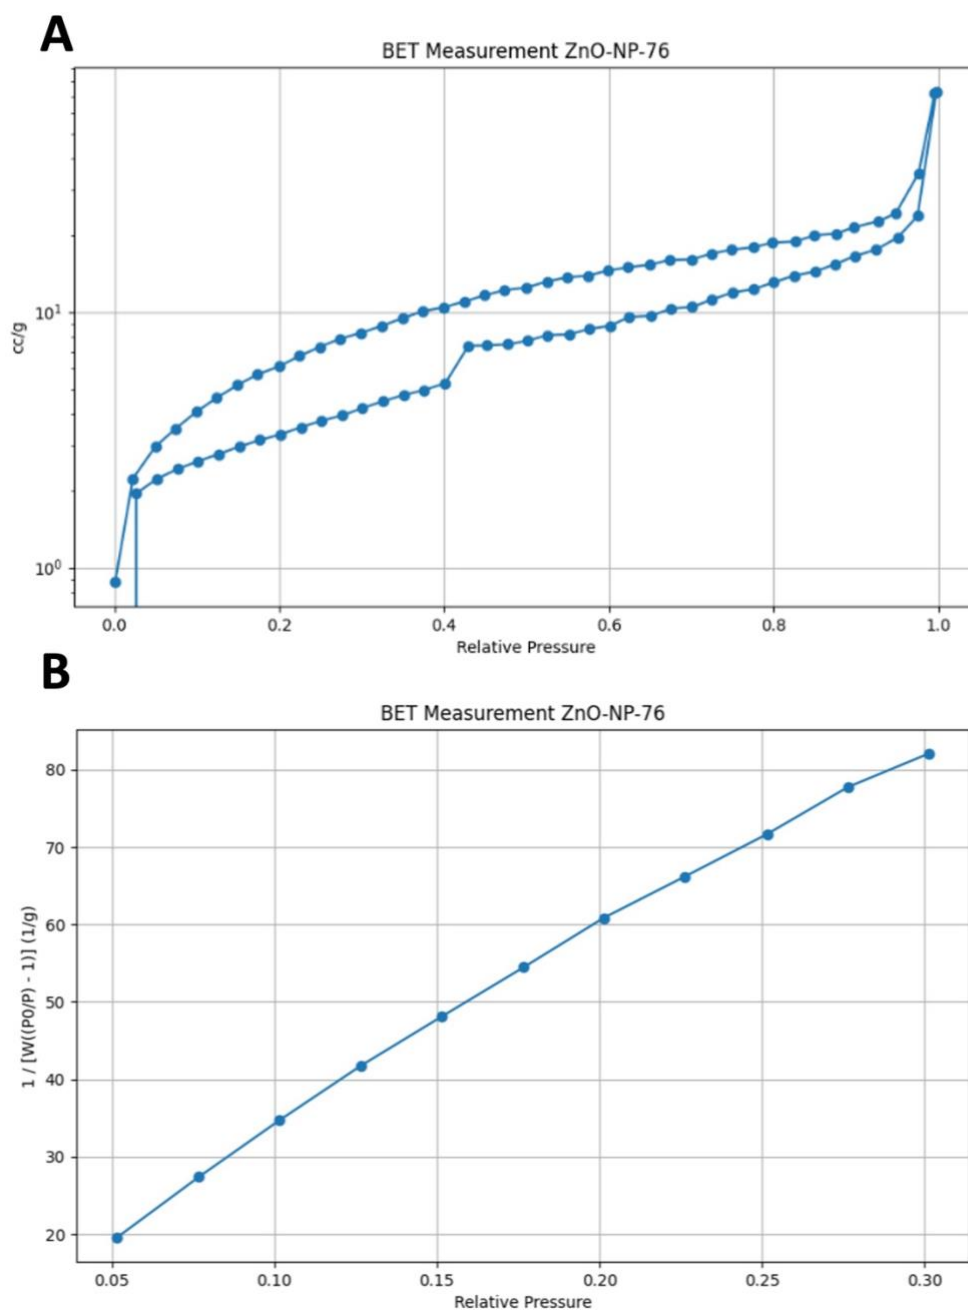 A
BET Measurement ZnO-NP-76
cc/g
10¹
10⁰
0.0 0.2 0.4 0.6 0.8 1.0
Relative Pressure
B
BET Measurement ZnO-NP-76
1 / [W((P0/P) - 1)] (1/g)
80
70
60
50
40
30
20
0.05 0.10 0.15 0.20 0.25 0.30
Relative Pressure